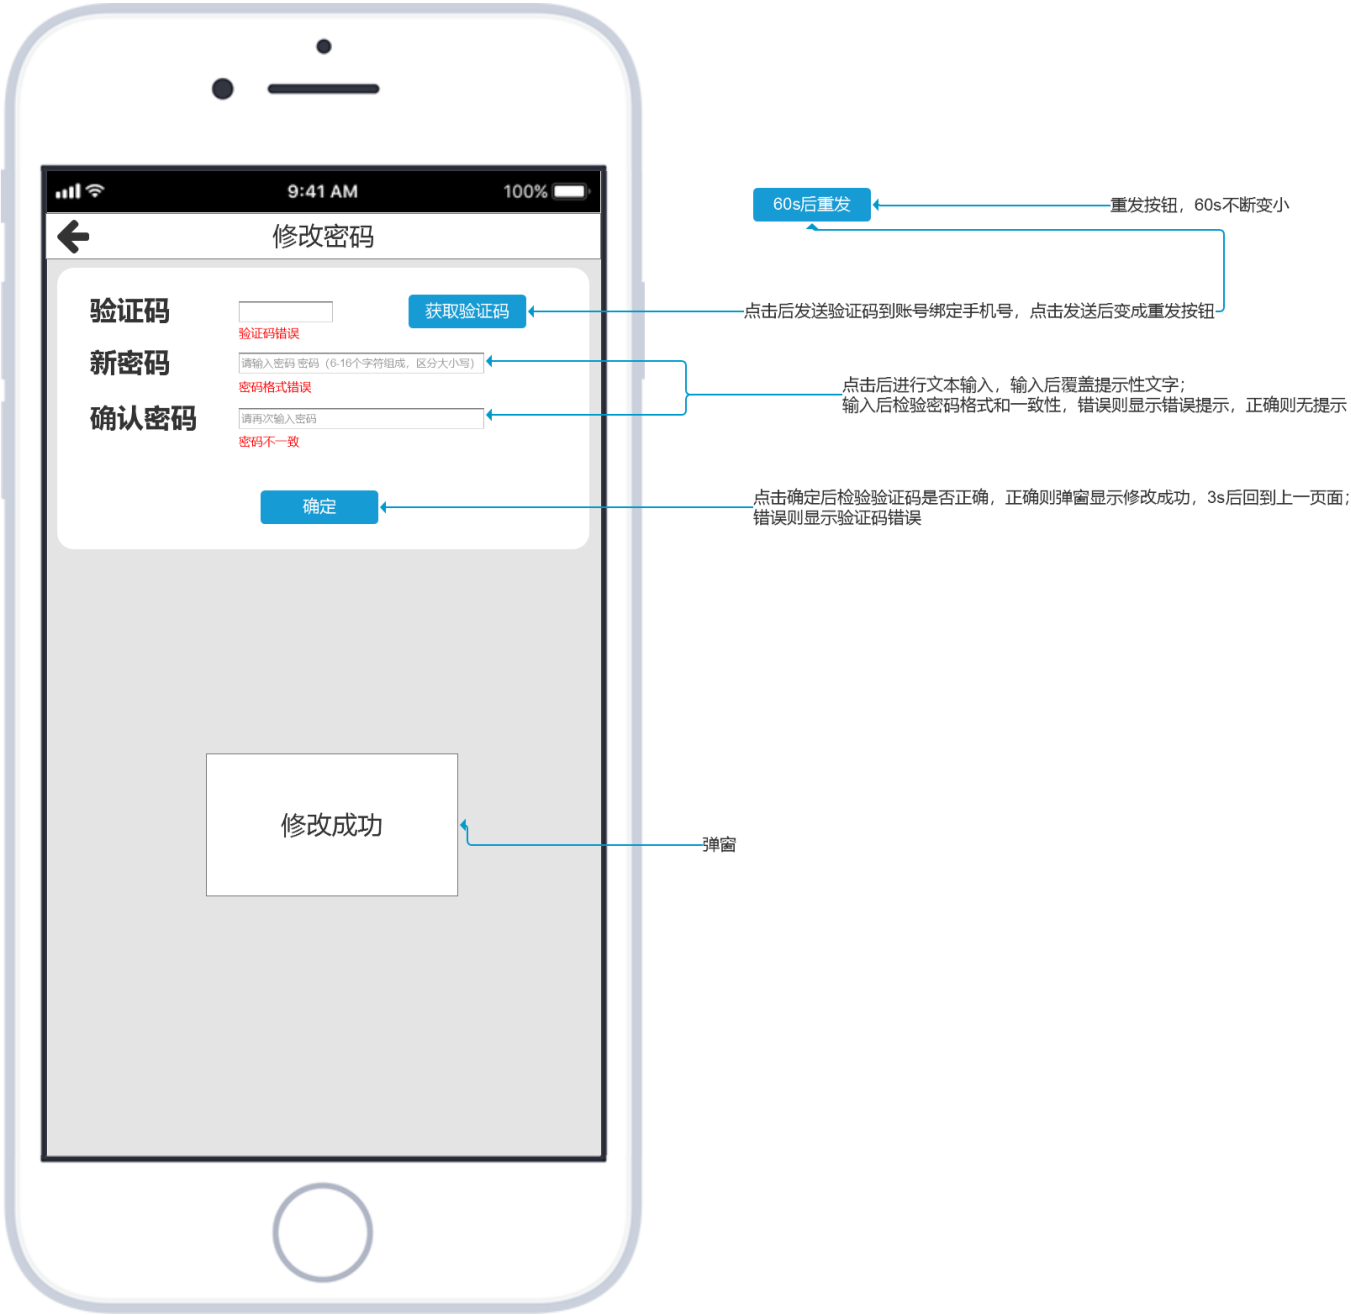 9:41 AM
100%
修改密码
60s后重发
重发按钮，60s不断变小
验证码
获取验证码
点击后发送验证码到账号绑定手机号，点击发送后变成重发按钮
验证码错误
新密码
请输入密码 密码（6-16个字符组成，区分大小写）
密码格式错误
点击后进行文本输入，输入后覆盖提示性文字；
输入后检验密码格式和一致性，错误则显示错误提示，正确则无提示
确认密码
请再次输入密码
密码不一致
确定
点击确定后检验验证码是否正确，正确则弹窗显示修改成功，3s后回到上一页面；
错误则显示验证码错误
修改成功
弹窗